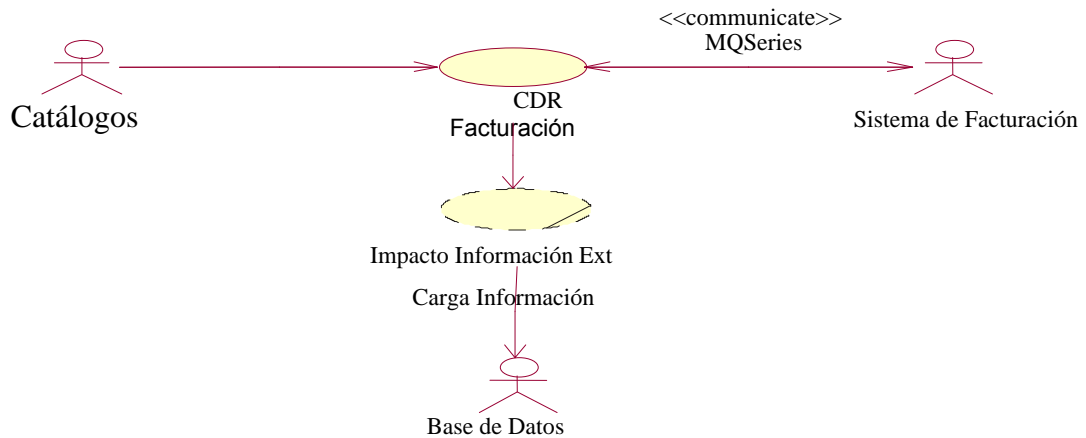 <<communicate>>
MQSeries
Catálogos
CDR
Facturación
Sistema de Facturación
Impacto Información Ext
Carga Información
Base de Datos